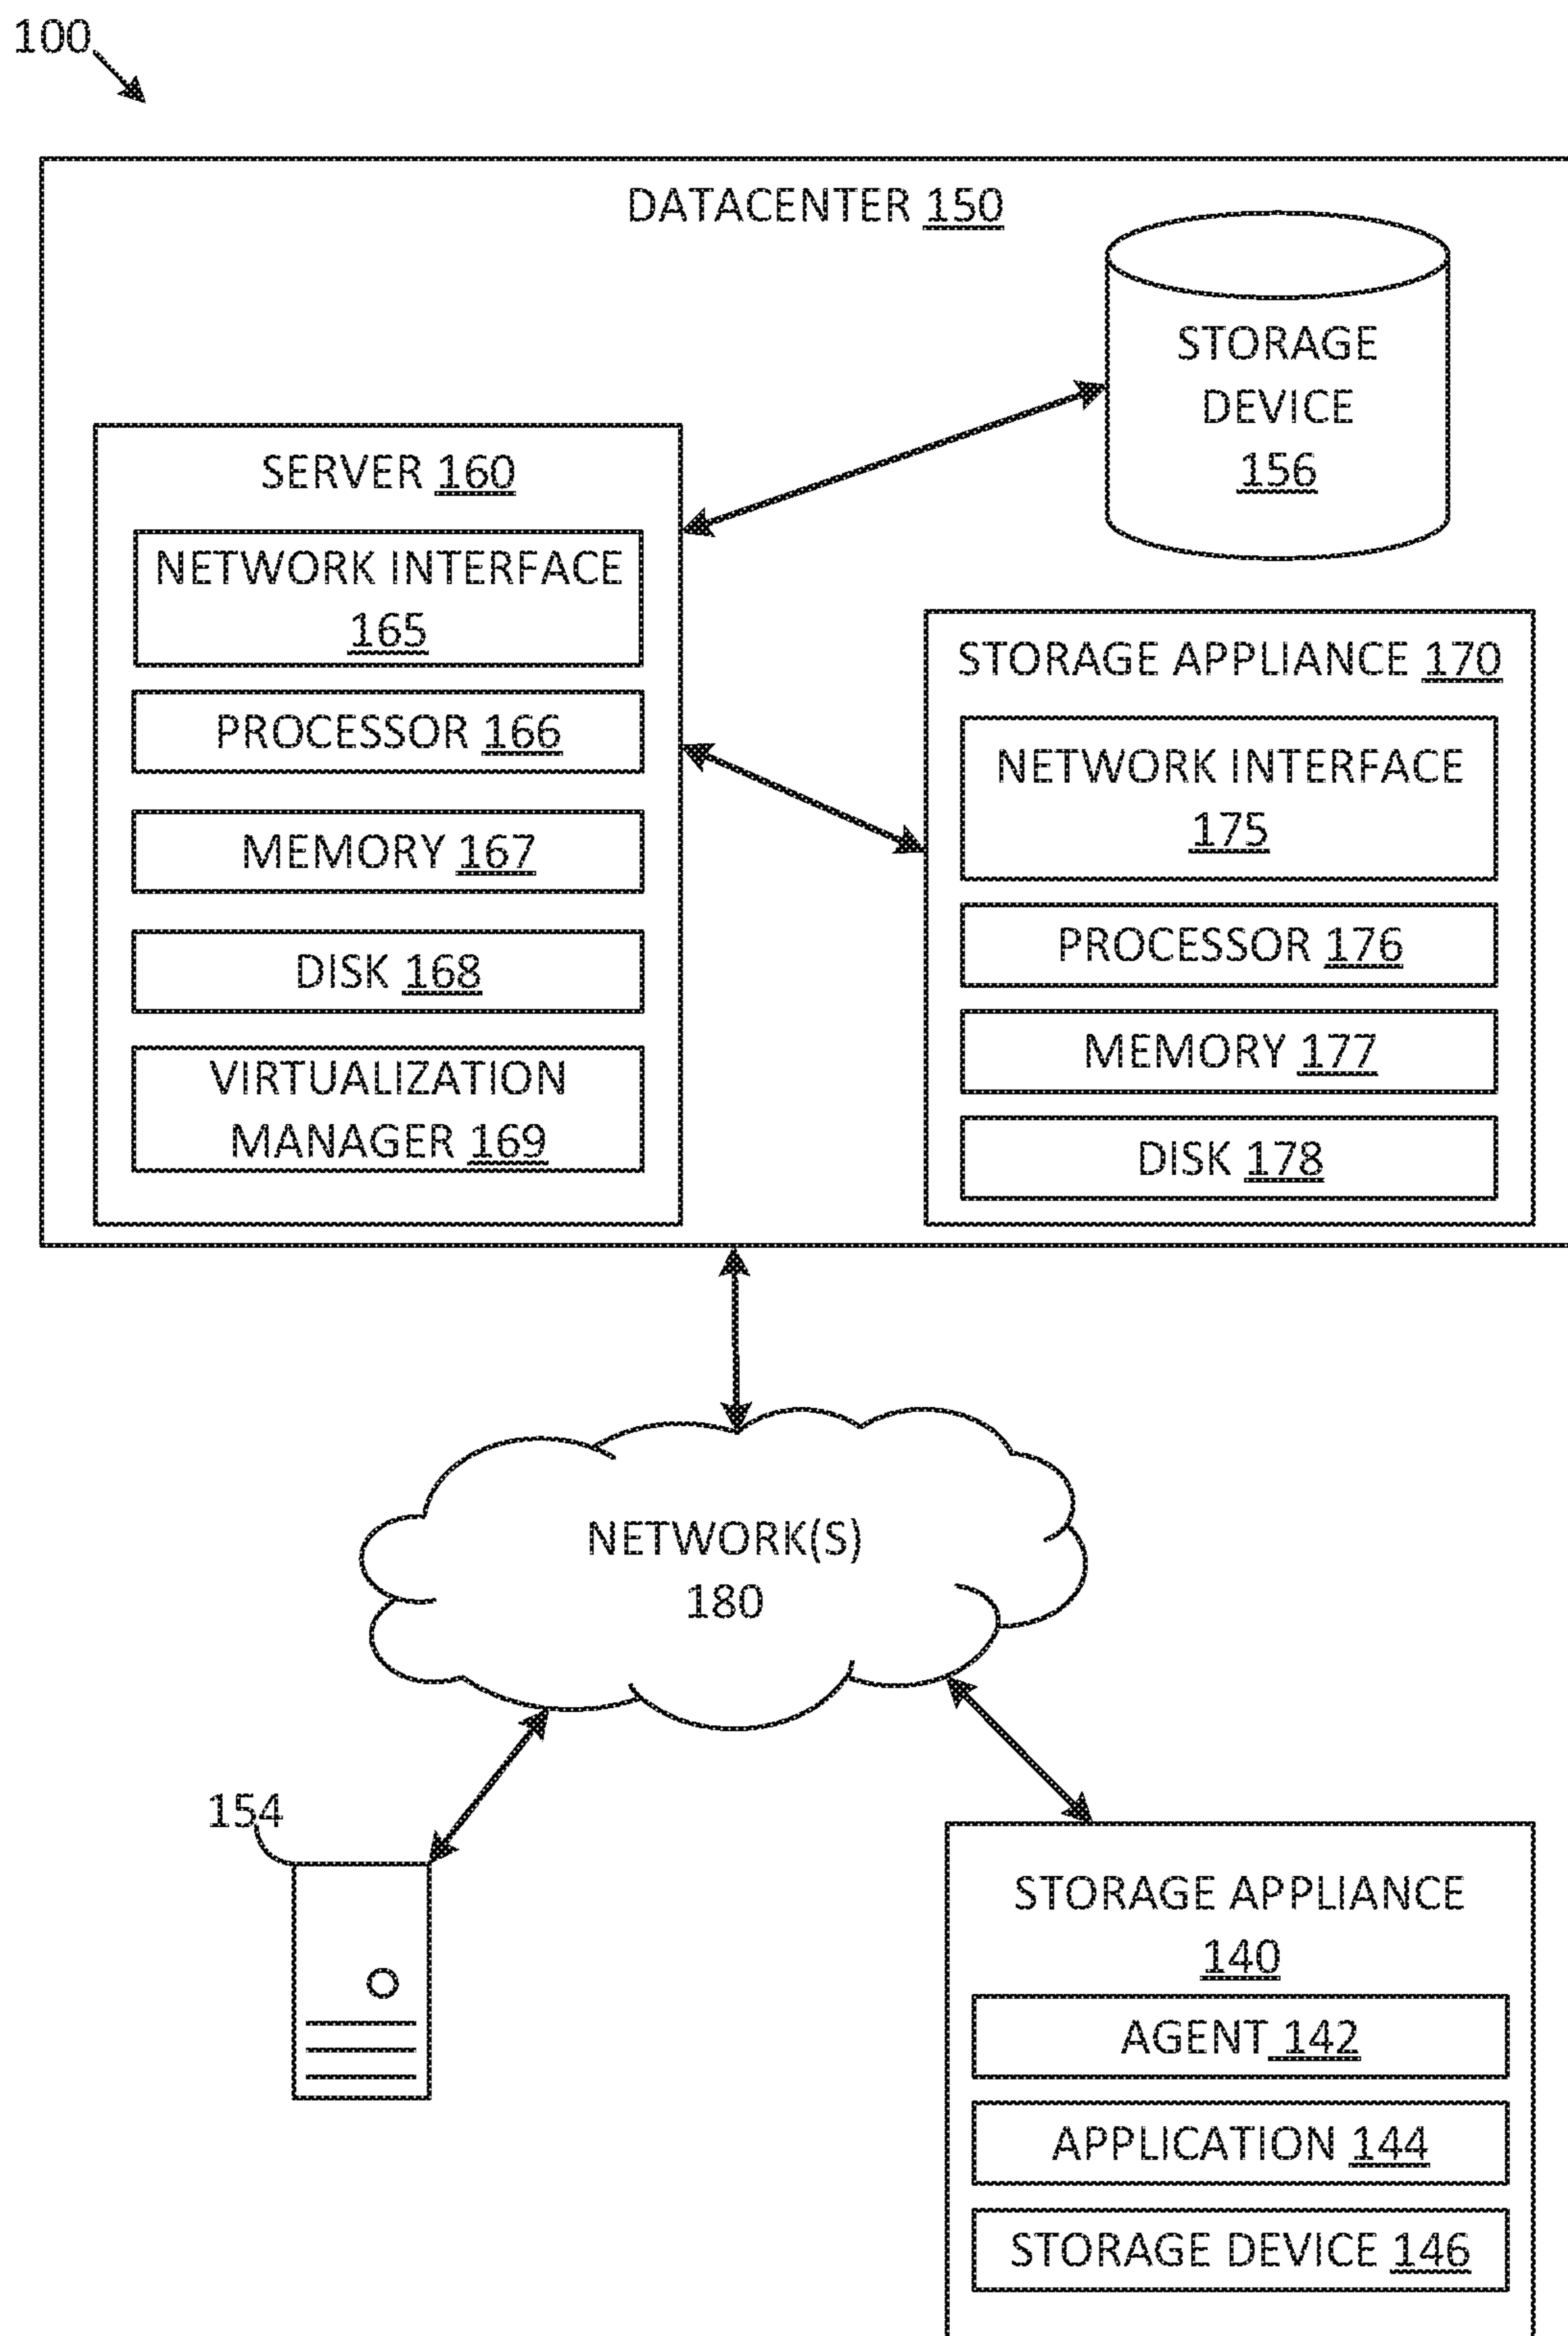 100
DATACENTER 150
STORAGE
DEVICE
156
SERVER 160
NETWORK INTERFACE
165
PROCESSOR 166
MEMORY 167
DISK 168
VIRTUALIZATION
MANAGER 169
STORAGE APPLIANCE 170
NETWORK INTERFACE
175
PROCESSOR 176
MEMORY 177
DISK 178
NETWORK(S)
180
154
STORAGE APPLIANCE
140
AGENT 142
APPLICATION 144
STORAGE DEVICE 146